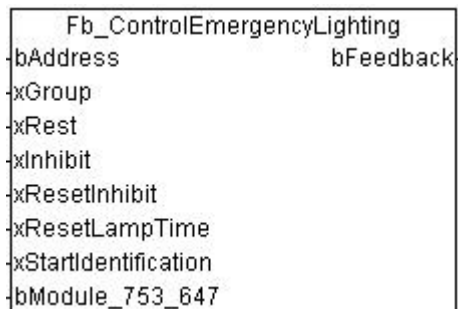 Fb_ControlEmergencyLighting
bAddress bFeedback
xGroup
xRest
xInhibit
xResetInhibit
xResetLampTime
xStartIdentification
bModule_753_647